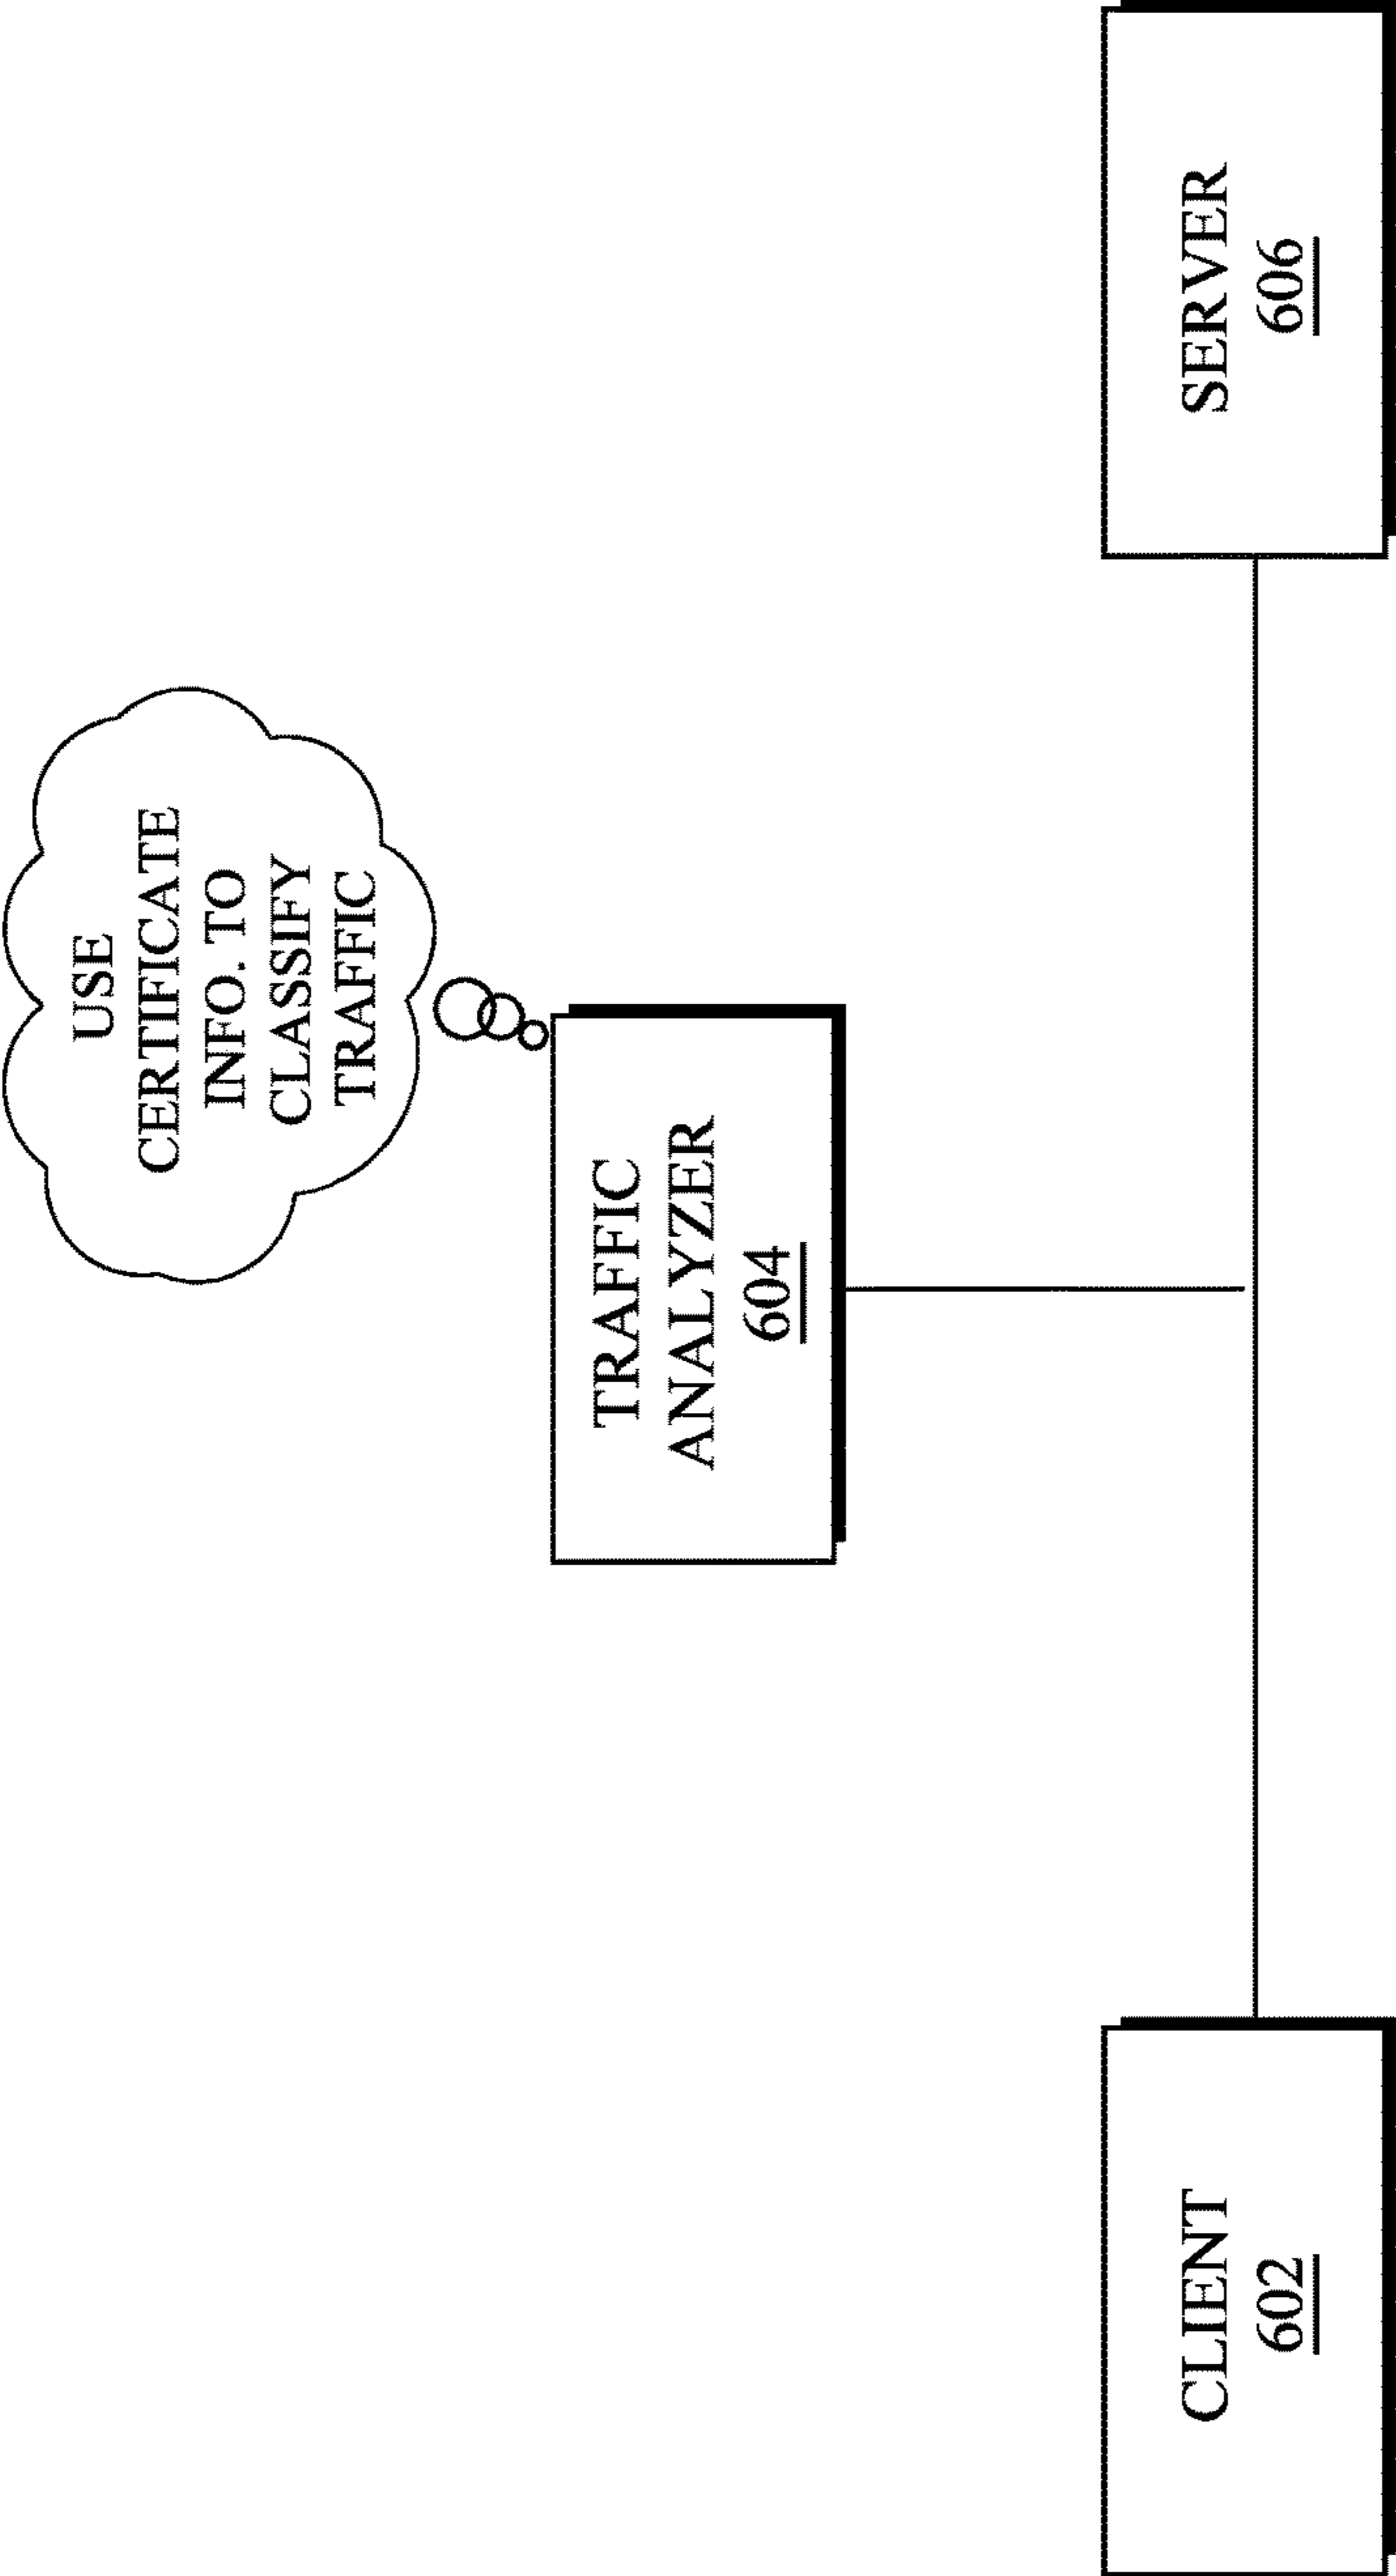 USE
CERTIFICATE
INFO. TO
CLASSIFY
TRAFFIC
TRAFFIC
ANALYZER
604
CLIENT
602
SERVER
606